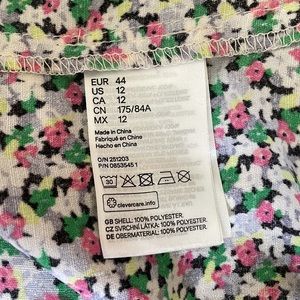 EUR 44
US 12
CA 12
CN 175/84A
MX 12
Made in China
Fabriqué en Chine
Hecho en China
O/N 251203
P/N 0853545 1
30
clevercare.info
GB SHELL: 100% POLYESTER
CZ SVRCHNÍ LÁTKA: 100% POLYESTER
DE OBERMATERIAL: 100% POLYESTER